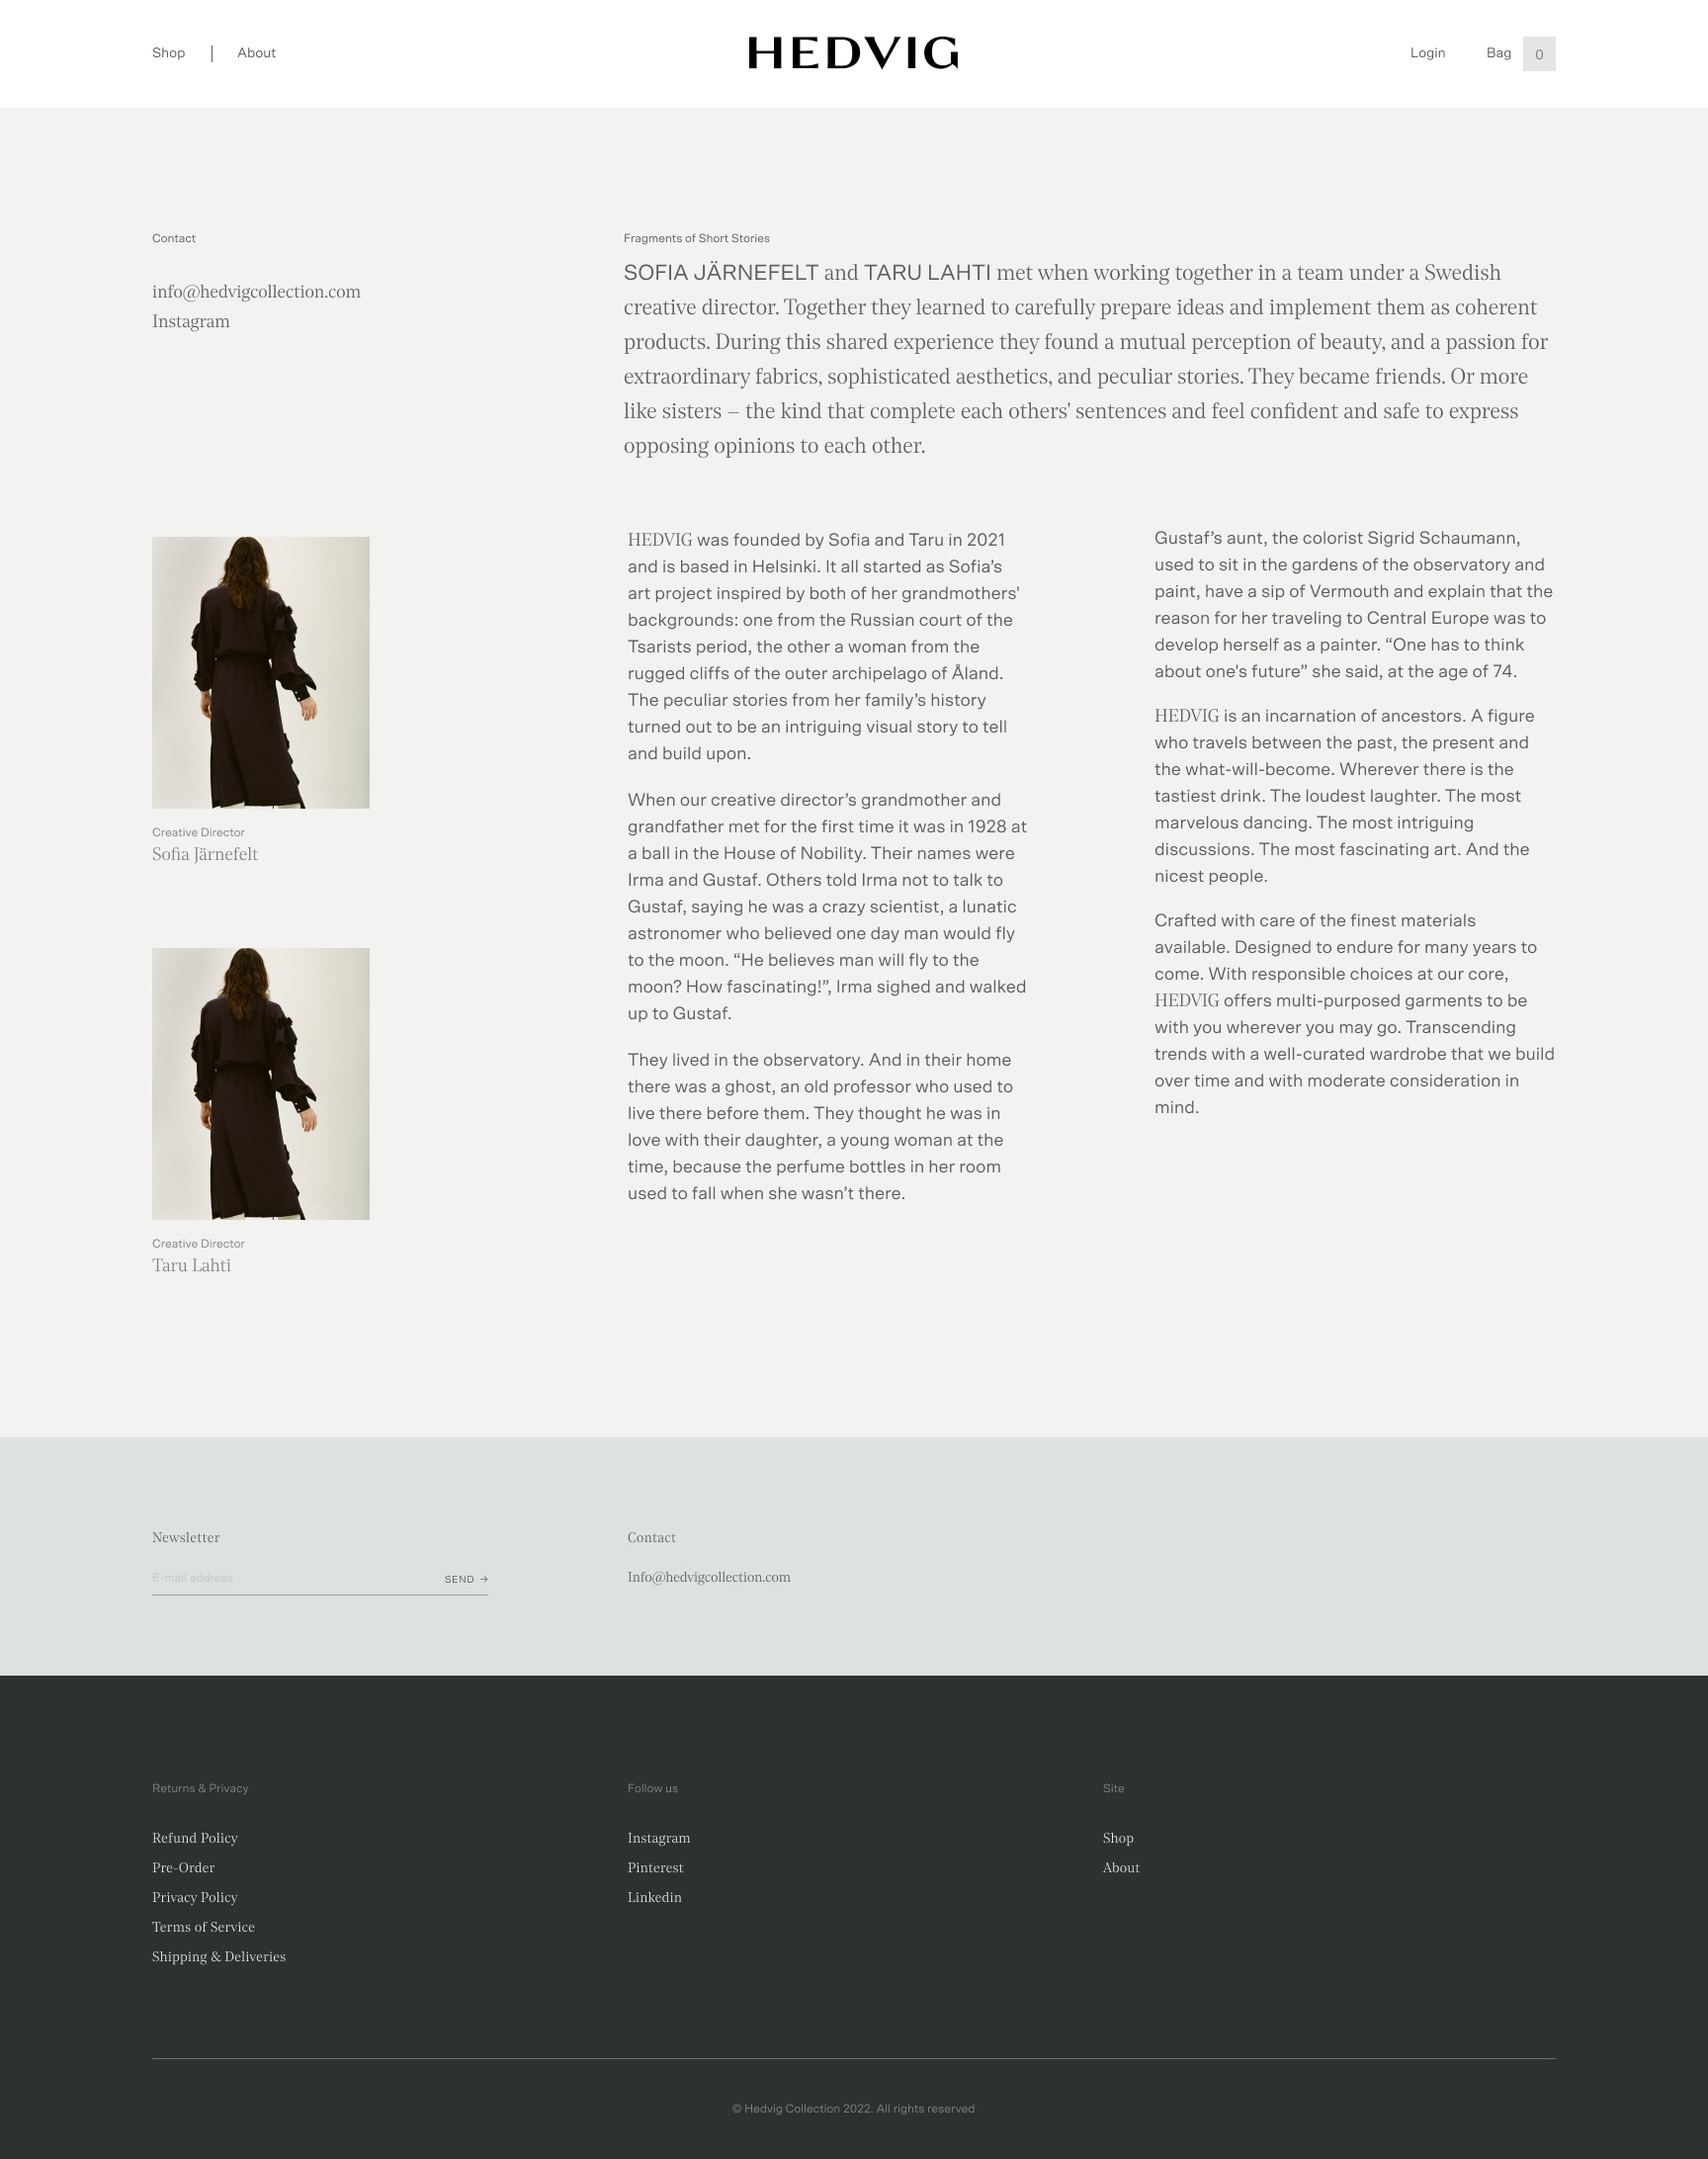 Shop | About
HEDVIG
Login
Bag 0
Contact
info@hedvigcollection.com
Instagram
Fragments of Short Stories
SOFIA JÄRNEFELT and TARU LAHTI met when working together in a team under a Swedish
creative director. Together they learned to carefully prepare ideas and implement them as coherent
products. During this shared experience they found a mutual perception of beauty, and a passion for
extraordinary fabrics, sophisticated aesthetics, and peculiar stories. They became friends. Or more
like sisters – the kind that complete each others' sentences and feel confident and safe to express
opposing opinions to each other.
Creative Director
Sofia Järnefelt
Creative Director
Taru Lahti
HEDVIG was founded by Sofia and Taru in 2021
and is based in Helsinki. It all started as Sofia’s
art project inspired by both of her grandmothers'
backgrounds: one from the Russian court of the
Tsarists period, the other a woman from the
rugged cliffs of the outer archipelago of Åland.
The peculiar stories from her family’s history
turned out to be an intriguing visual story to tell
and build upon.
When our creative director’s grandmother and
grandfather met for the first time it was in 1928 at
a ball in the House of Nobility. Their names were
Irma and Gustaf. Others told Irma not to talk to
Gustaf, saying he was a crazy scientist, a lunatic
astronomer who believed one day man would fly
to the moon. “He believes man will fly to the
moon? How fascinating!”, Irma sighed and walked
up to Gustaf.
They lived in the observatory. And in their home
there was a ghost, an old professor who used to
live there before them. They thought he was in
love with their daughter, a young woman at the
time, because the perfume bottles in her room
used to fall when she wasn’t there.
Gustaf’s aunt, the colorist Sigrid Schaumann,
used to sit in the gardens of the observatory and
paint, have a sip of Vermouth and explain that the
reason for her traveling to Central Europe was to
develop herself as a painter. “One has to think
about one's future” she said, at the age of 74.
HEDVIG is an incarnation of ancestors. A figure
who travels between the past, the present and
the what-will-become. Wherever there is the
tastiest drink. The loudest laughter. The most
marvelous dancing. The most intriguing
discussions. The most fascinating art. And the
nicest people.
Crafted with care of the finest materials
available. Designed to endure for many years to
come. With responsible choices at our core,
HEDVIG offers multi-purposed garments to be
with you wherever you may go. Transcending
trends with a well-curated wardrobe that we build
over time and with moderate consideration in
mind.
Newsletter
E-mail address
SEND →
Contact
Info@hedvigcollection.com
Returns & Privacy
Refund Policy
Pre-Order
Privacy Policy
Terms of Service
Shipping & Deliveries
Follow us
Instagram
Pinterest
Linkedin
Site
Shop
About
© Hedvig Collection 2022. All rights reserved